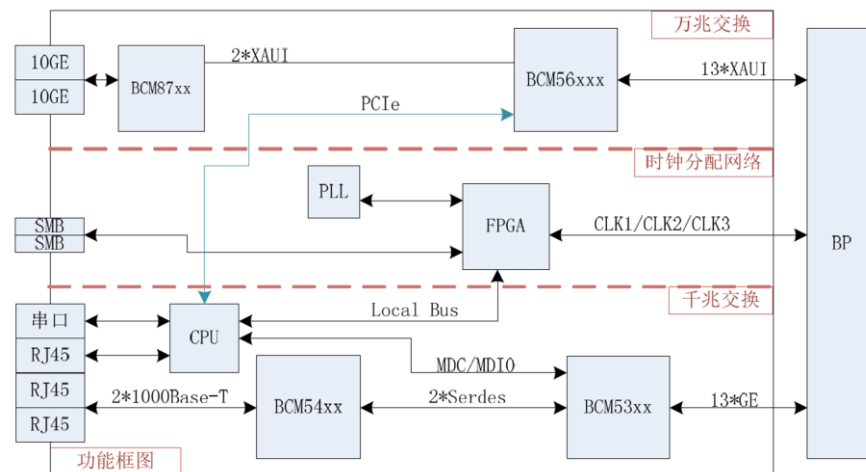 万兆交换
10GE
10GE
BCM87xx
2*XAUI
BCM56xxx
13*XAUI
PCIe
时钟分配网络
PLL
SMB
SMB
FPGA
CLK1/CLK2/CLK3
BP
千兆交换
串口
RJ45
RJ45
RJ45
CPU
Local Bus
MDC/MDIO
2*1000Base-T
BCM54xx
2*Serdes
BCM53xx
13*GE
功能框图